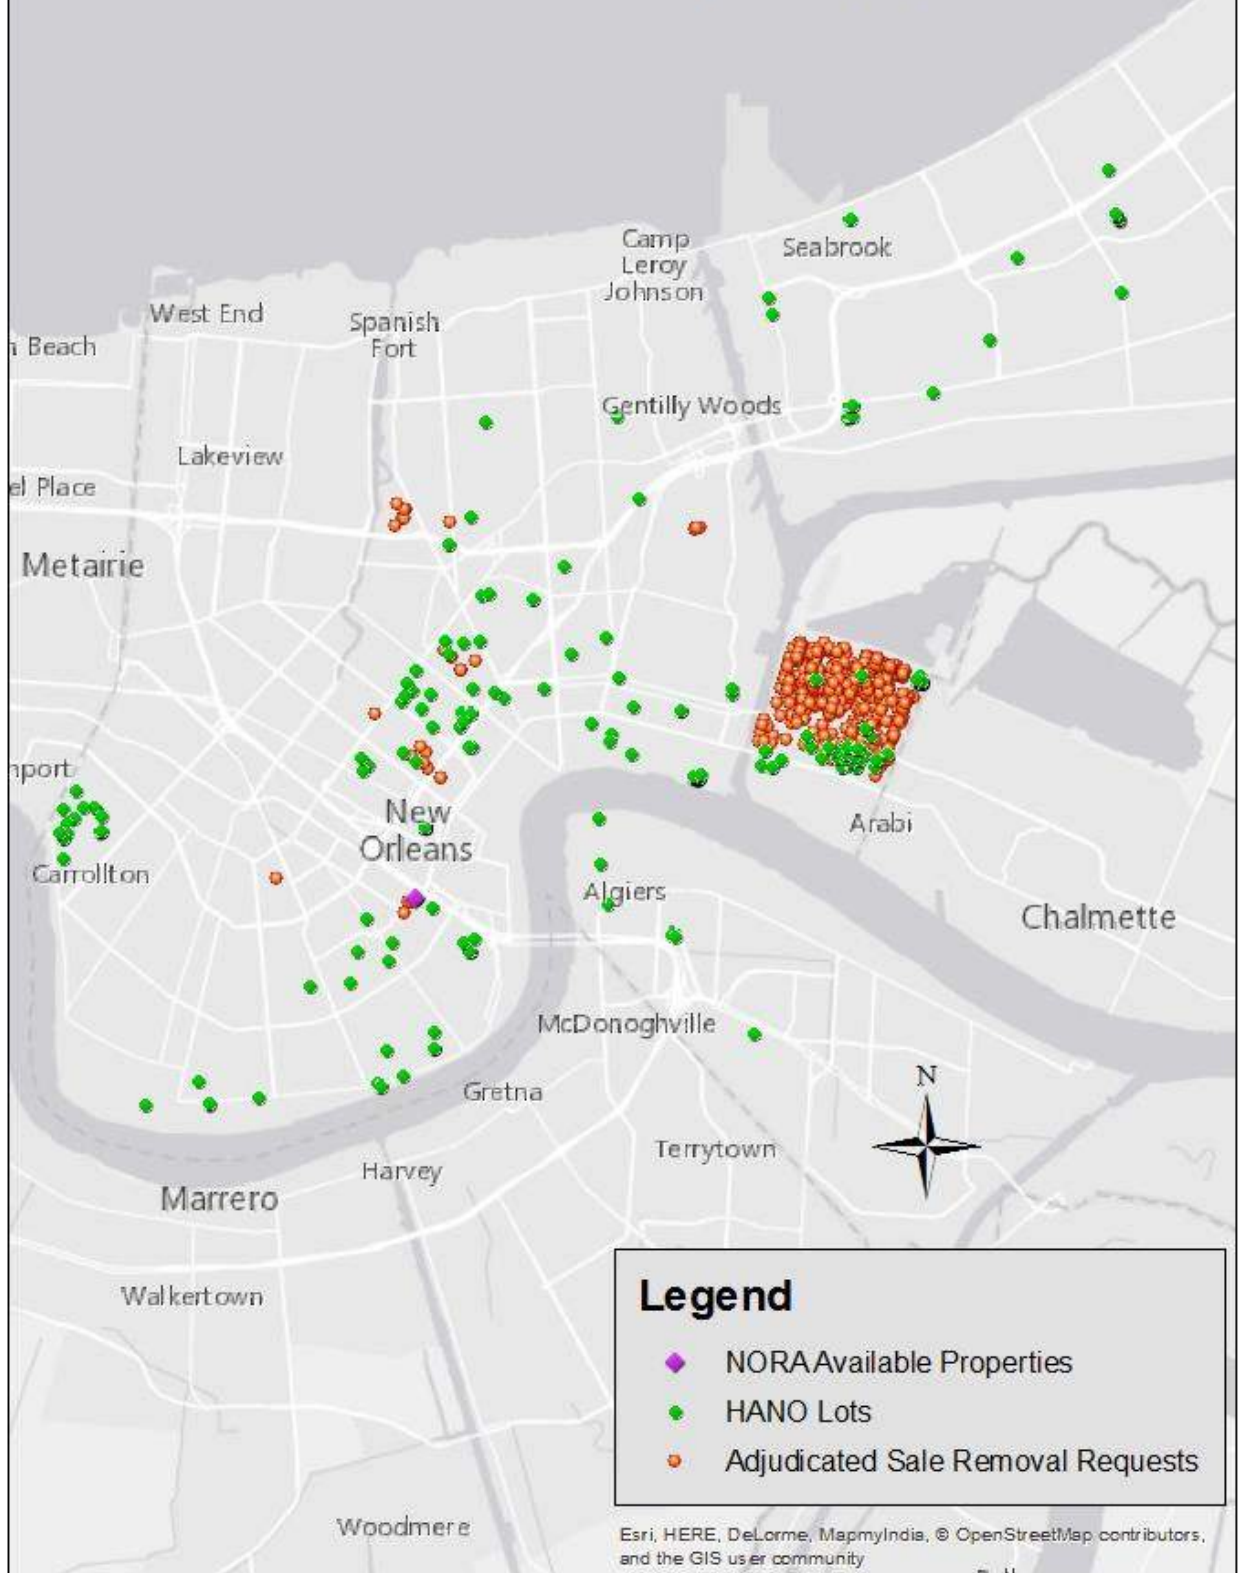 Camp
Leroy
Johnson
Seabrook
West End
Spanish
Fort
Beach
Gentilly Woods
Lakeview
Place
Metairie
New
Orleans
Carrollton
Arabi
Algiers
Chalmette
McDonoghville
N
Gretna
Terrytown
Harvey
Marrero
Walkertown
Legend
NORA Available Properties
HANO Lots
Adjudicated Sale Removal Requests
Woodmere
Esri, HERE, DeLorme, MapmyIndia, © OpenStreetMap contributors,
and the GIS user community